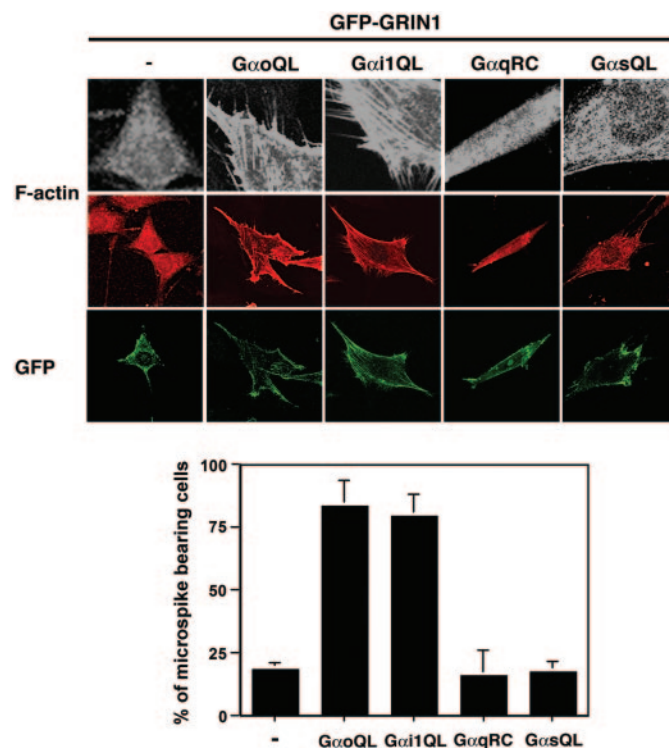 GFP-GRIN1
- GαoQL Gαi1QL GαqRC GαsQL
F-actin
GFP
% of microspike bearing cells
100
75
50
25
0
- GαoQL Gαi1QL GαqRC GαsQL